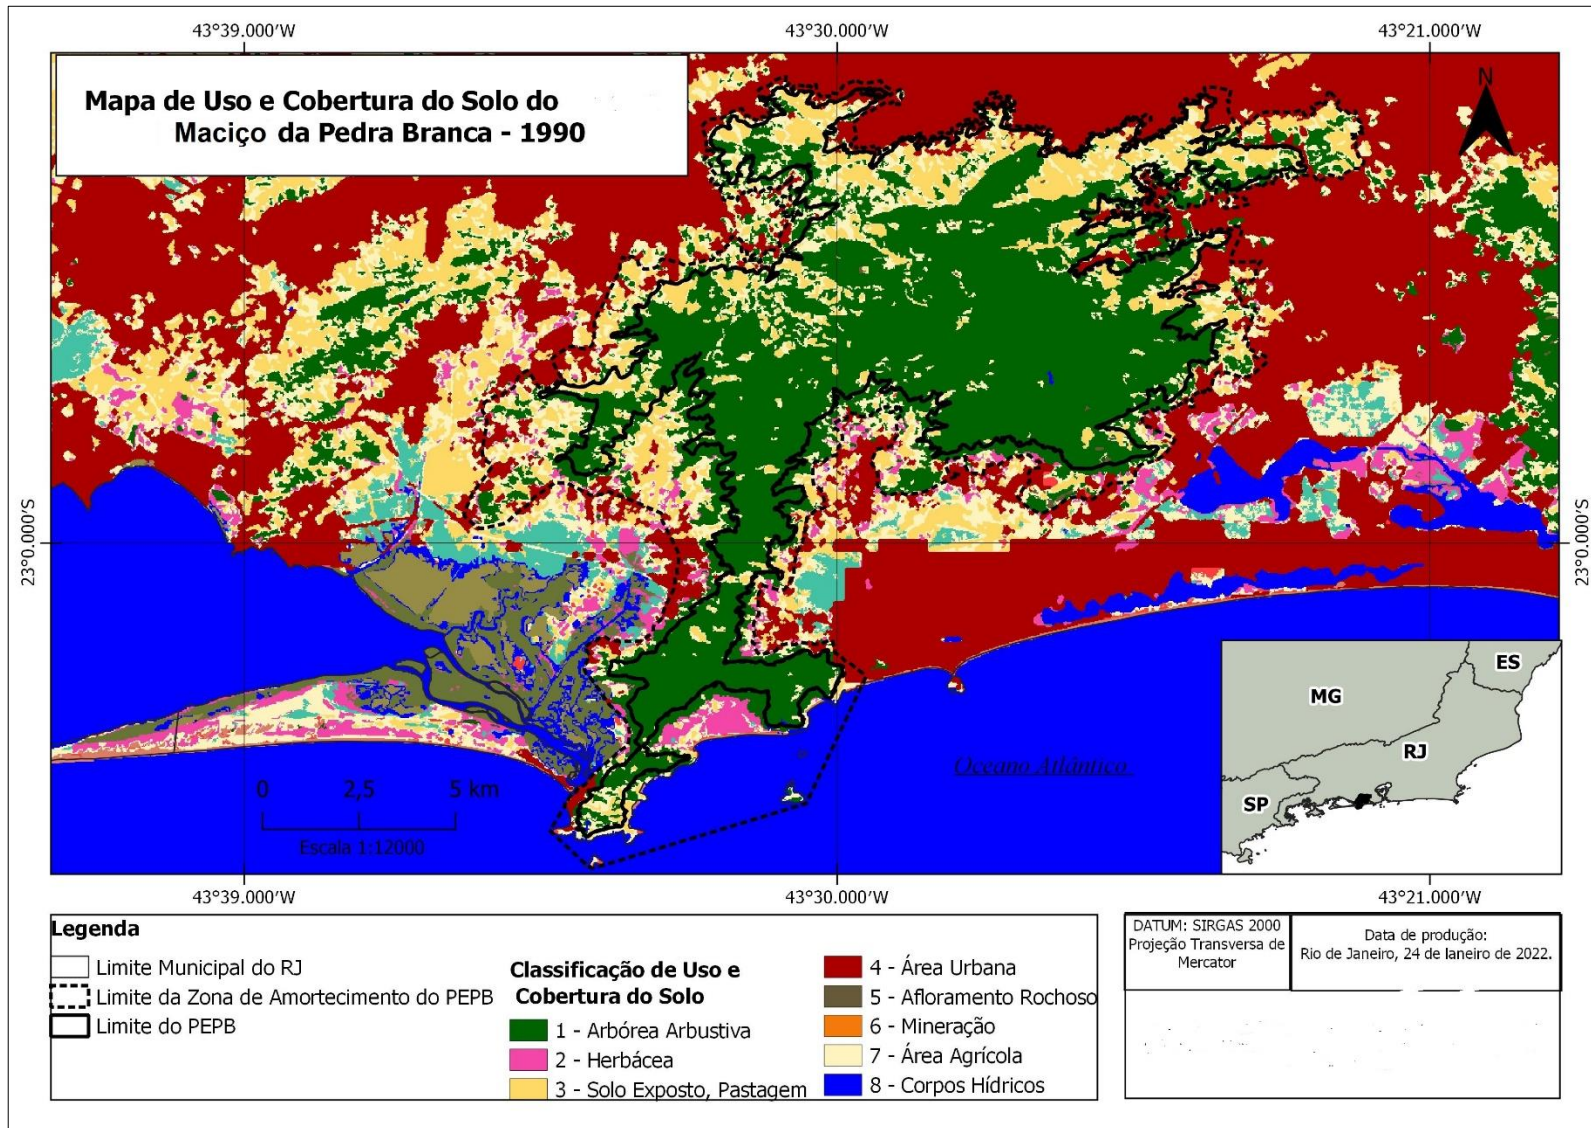 43°39.000'W
43°30.000'W
43°21.000'W
Mapa de Uso e Cobertura do Solo do
Maciço da Pedra Branca - 1990
N
23°0.000'S
23°0.000'S
0 2,5 5 km
Escala 1:12000
Oceano Atlântico
MG
ES
RJ
SP
43°39.000'W
43°30.000'W
43°21.000'W
Legenda
Limite Municipal do RJ
Limite da Zona de Amortecimento do PEPB
Limite do PEPB
Classificação de Uso e
Cobertura do Solo
1 - Arbórea Arbustiva
2 - Herbácea
3 - Solo Exposto, Pastagem
4 - Área Urbana
5 - Afloramento Rochoso
6 - Mineração
7 - Área Agrícola
8 - Corpos Hídricos
DATUM: SIRGAS 2000
Projeção Transversa de
Mercator
Data de produção:
Rio de Janeiro, 24 de Ianeiro de 2022.